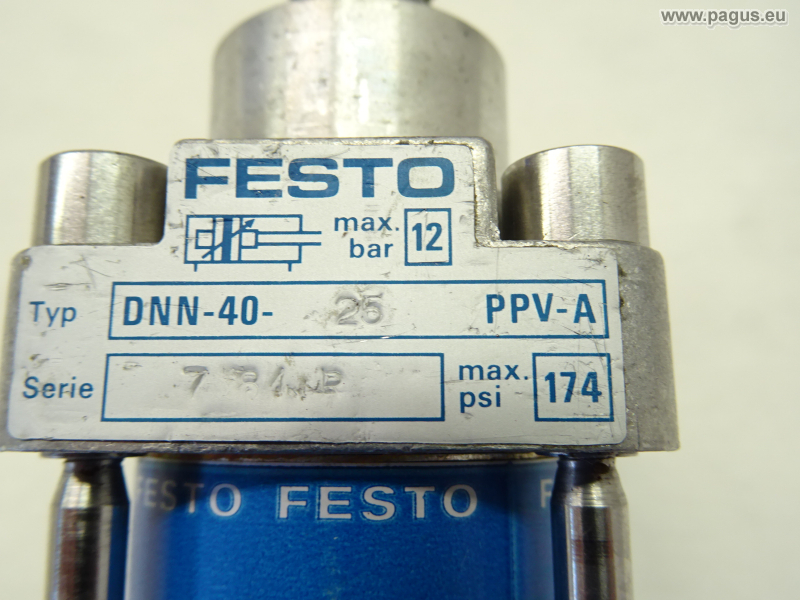 www.pagus.eu
FESTO
max. bar 12
Typ DNN-40- 25 PPV-A
Serie max. psi 174
FESTO FESTO F